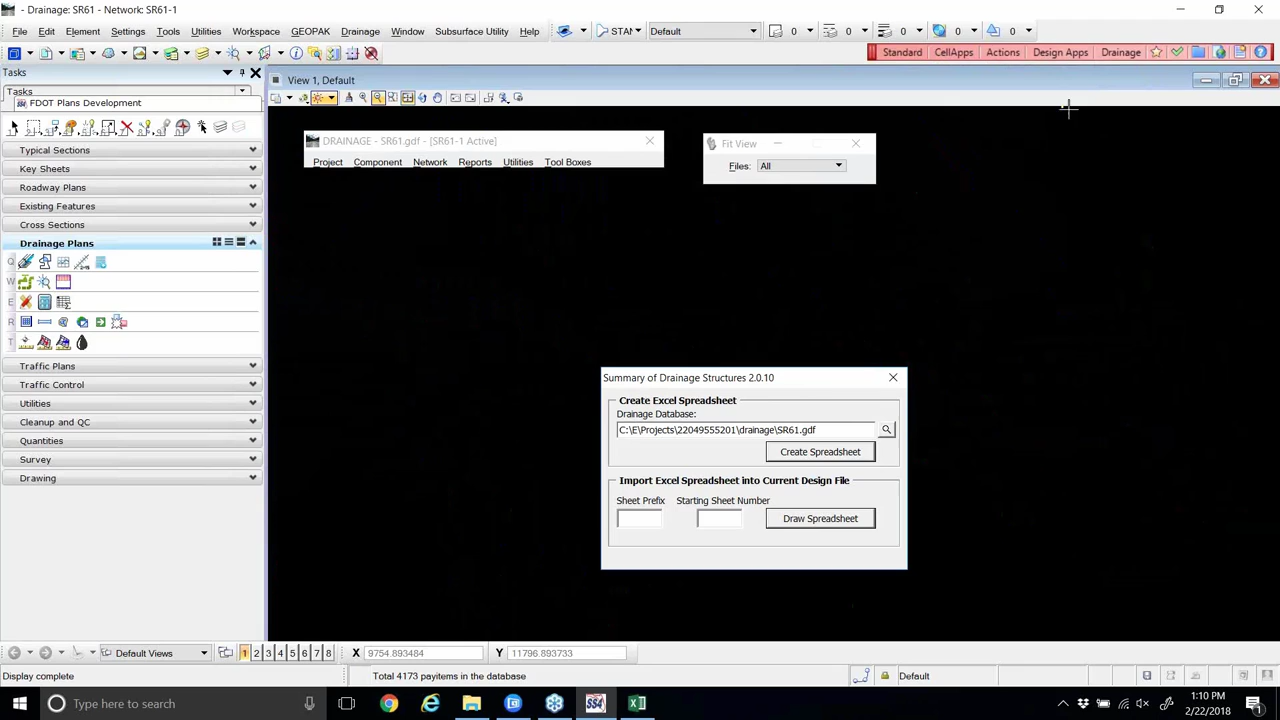 - Drainage: SR61 - Network: SR61-1
File Edit Element Settings Tools Utilities Workspace GEOPAK Drainage Window Subsurface Utility Help
STAN Default 0 0 0 0 0
Standard CellApps Actions Design Apps Drainage
Tasks
Tasks
FDOT Plans Development
View 1, Default
Typical Sections
Key Sheets
Roadway Plans
Existing Features
Cross Sections
Drainage Plans
Q
W
E
R
T
Traffic Plans
Traffic Control
Utilities
Cleanup and QC
Quantities
Survey
Drawing
DRAINAGE - SR61.gdf - [SR61-1 Active]
Project Component Network Reports Utilities Tool Boxes
Fit View
Files: All
Summary of Drainage Structures 2.0.10
Create Excel Spreadsheet
Drainage Database:
C:\E\Projects\22049555201\drainage\SR61.gdf
Create Spreadsheet
Import Excel Spreadsheet into Current Design File
Sheet Prefix Starting Sheet Number
Draw Spreadsheet
Default Views 1 2 3 4 5 6 7 8 X 9754.893484 Y 11796.893733
Display complete Total 4173 payitems in the database Default
Type here to search
SS4
1:10 PM
2/22/2018